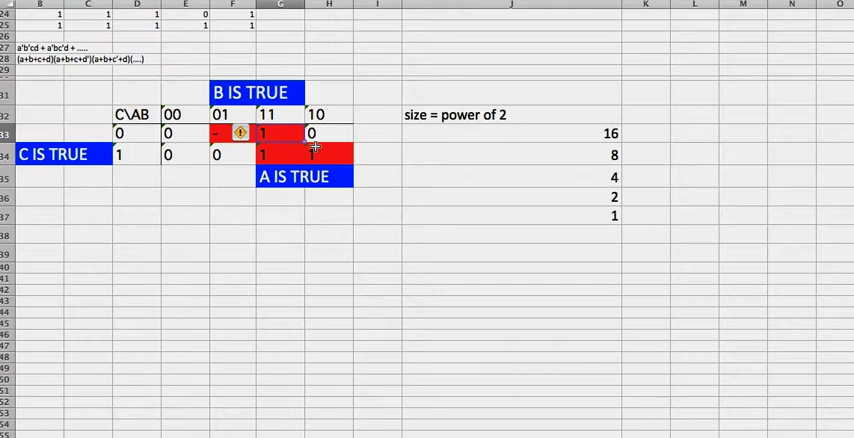 B C D E F G H I J K L M N O
24 1 1 1 0 1
25 1 1 1 1 1
26
27 a'b'cd + a'bc'd + .....
28 (a+b+c+d)(a+b+c+d')(a+b+c'+d)(....)
29
31 B IS TRUE
32 C\AB 00 01 11 10 size = power of 2
33 0 0 - 1 0 16
34 C IS TRUE 1 0 0 1 1 8
35 A IS TRUE 4
36 2
37 1
38
39
40
41
42
43
44
45
46
47
48
49
50
51
52
53
54
55